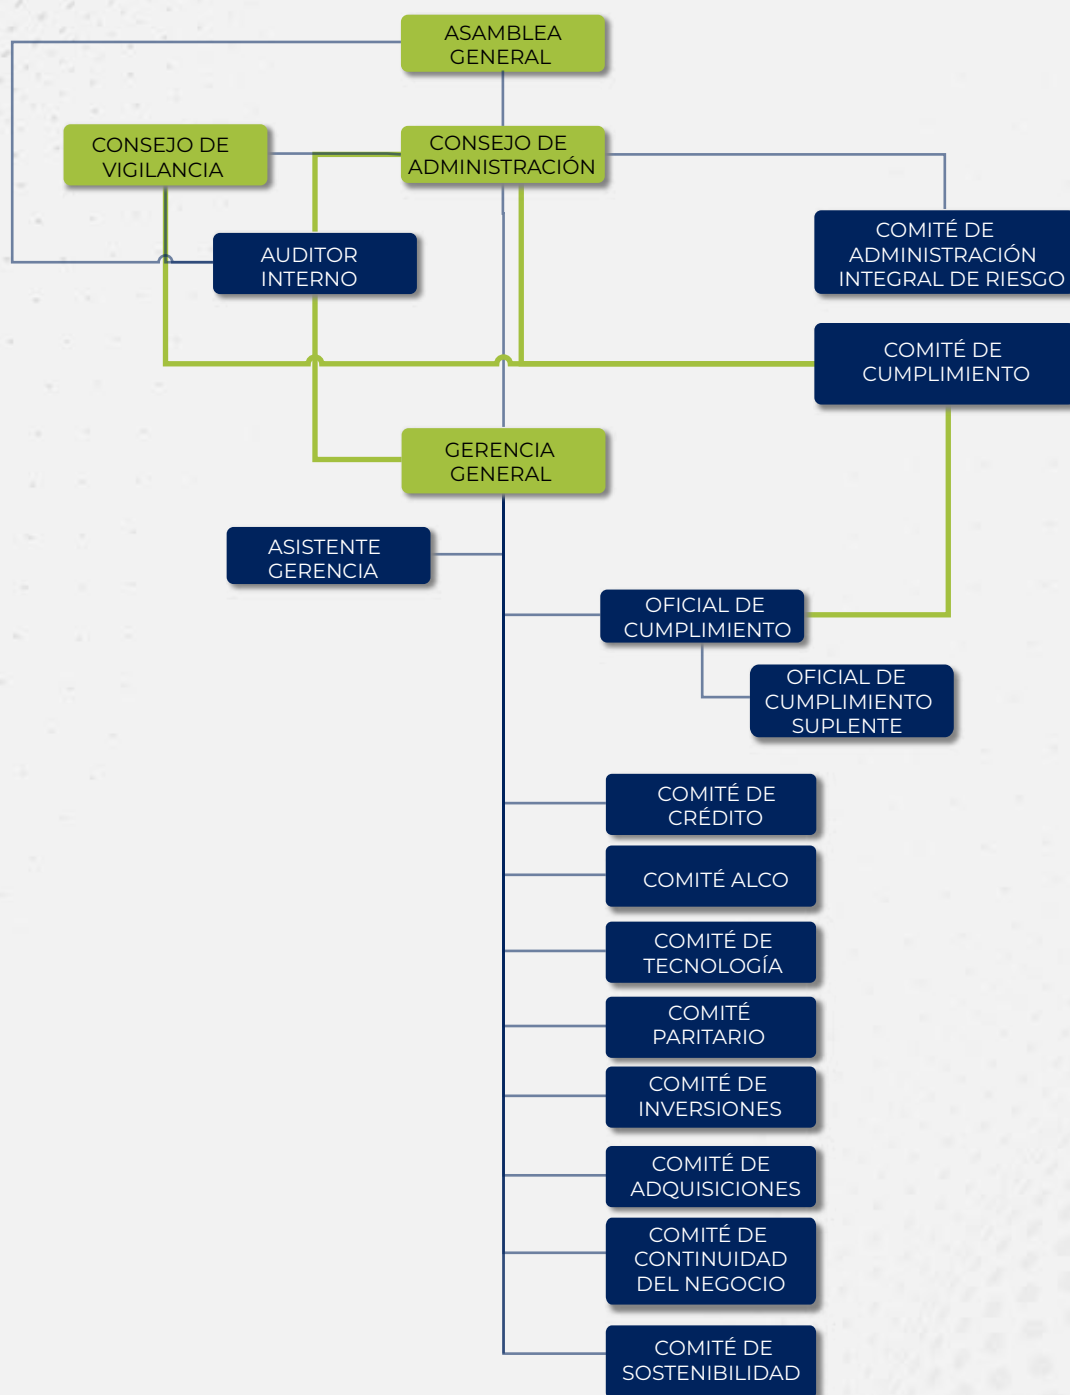 ASAMBLEA
GENERAL
CONSEJO DE
VIGILANCIA
CONSEJO DE
ADMINISTRACIÓN
COMITÉ DE
ADMINISTRACIÓN
INTEGRAL DE RIESGO
AUDITOR
INTERNO
COMITÉ DE
CUMPLIMIENTO
GERENCIA
GENERAL
ASISTENTE
GERENCIA
OFICIAL DE
CUMPLIMIENTO
OFICIAL DE
CUMPLIMIENTO
SUPLENTE
COMITÉ DE
CRÉDITO
COMITÉ ALCO
COMITÉ DE
TECNOLOGÍA
COMITÉ
PARITARIO
COMITÉ DE
INVERSIONES
COMITÉ DE
ADQUISICIONES
COMITÉ DE
CONTINUIDAD
DEL NEGOCIO
COMITÉ DE
SOSTENIBILIDAD